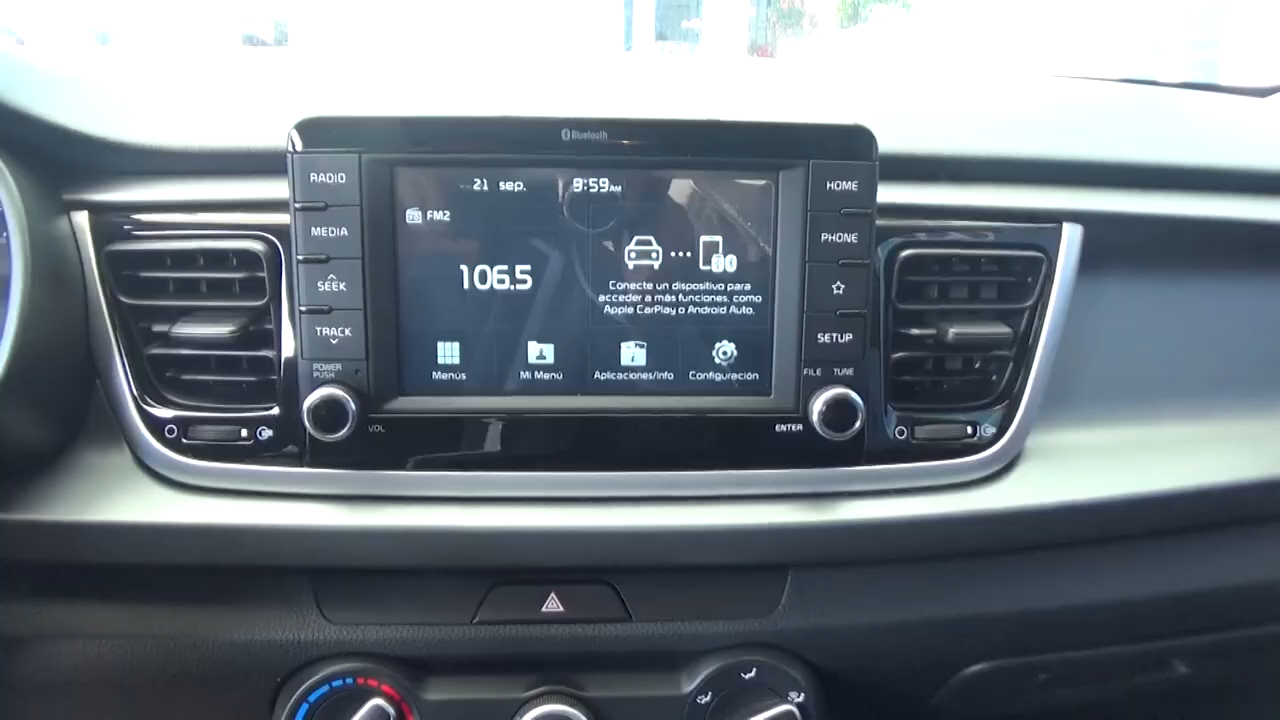 Bluetooth
RADIO
MEDIA
SEEK
TRACK
POWER
PUSH
VOL
21 sep. 9:59AM
FM2
106.5
Conecte un dispositivo para
acceder a más funciones, como
Apple CarPlay o Android Auto.
Menús Mi Menú Aplicaciones/Info Configuración
HOME
PHONE
SETUP
FILE TUNE
ENTER